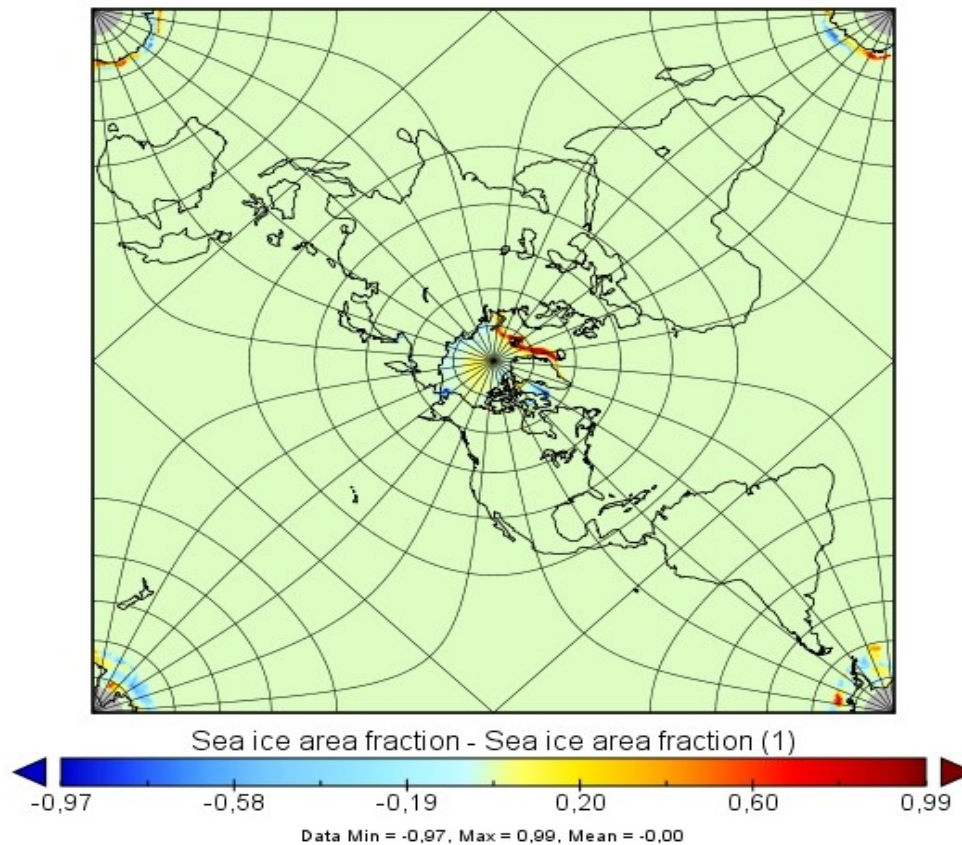 Sea ice area fraction - Sea ice area fraction (1)
-0,97 -0,58 -0,19 0,20 0,60 0,99
Data Min = -0,97, Max = 0,99, Mean = -0,00